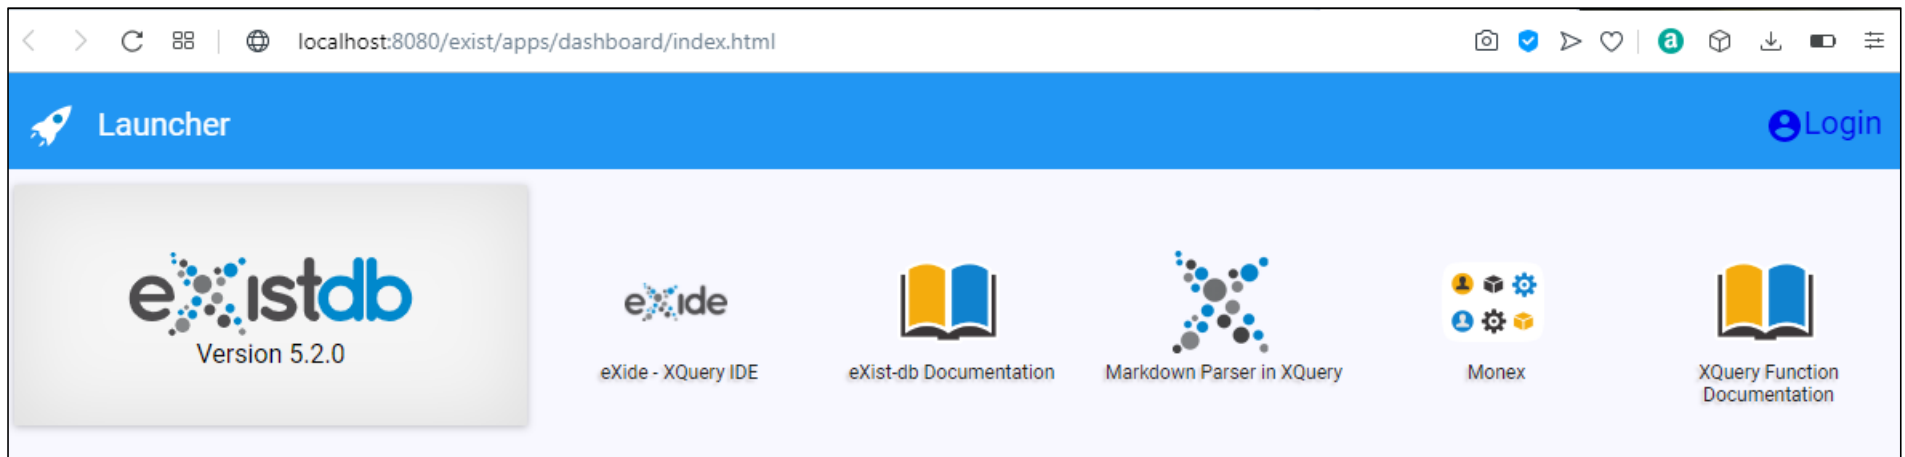 localhost:8080/exist/apps/dashboard/index.html
a
Launcher
Login
eXistdb
Version 5.2.0
eXide
eXide - XQuery IDE
eXist-db Documentation
Markdown Parser in XQuery
Monex
XQuery Function
Documentation